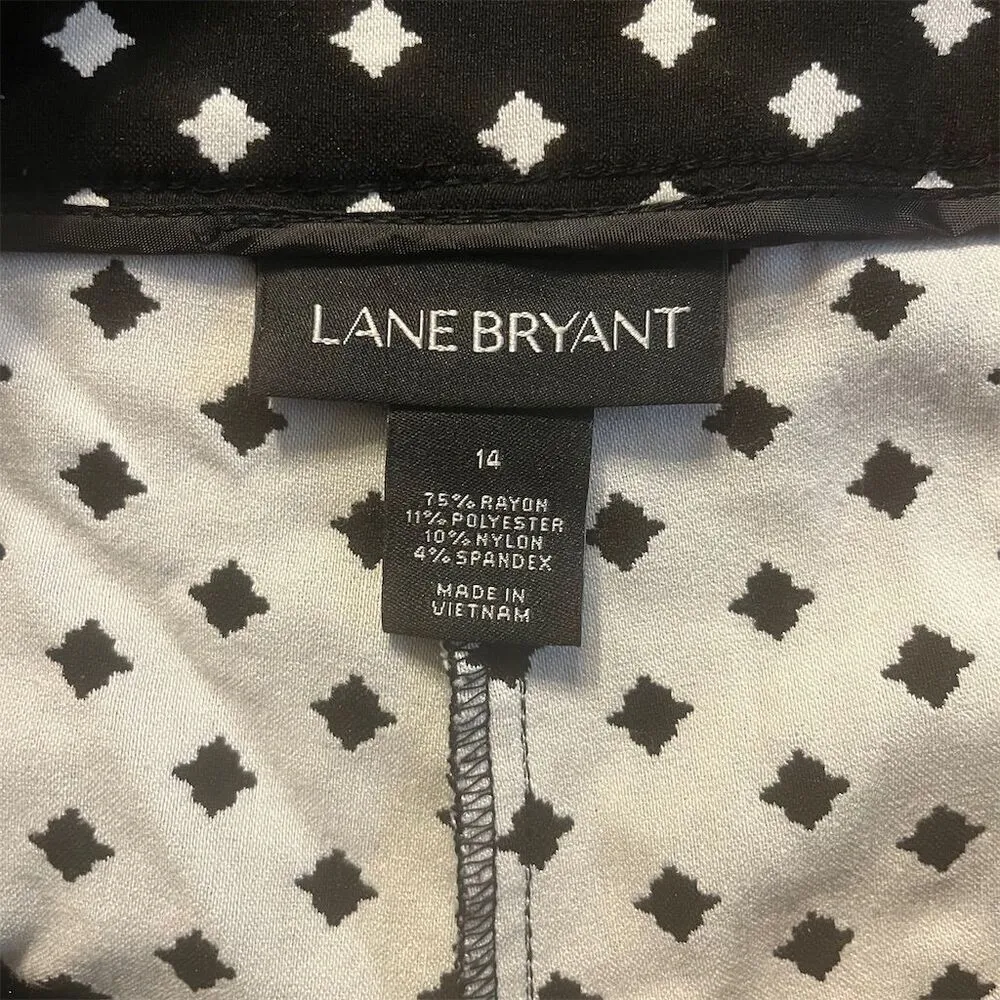 LANE BRYANT
14
75% RAYON
11% POLYESTER
10% NYLON
4% SPANDEX
MADE IN
VIETNAM